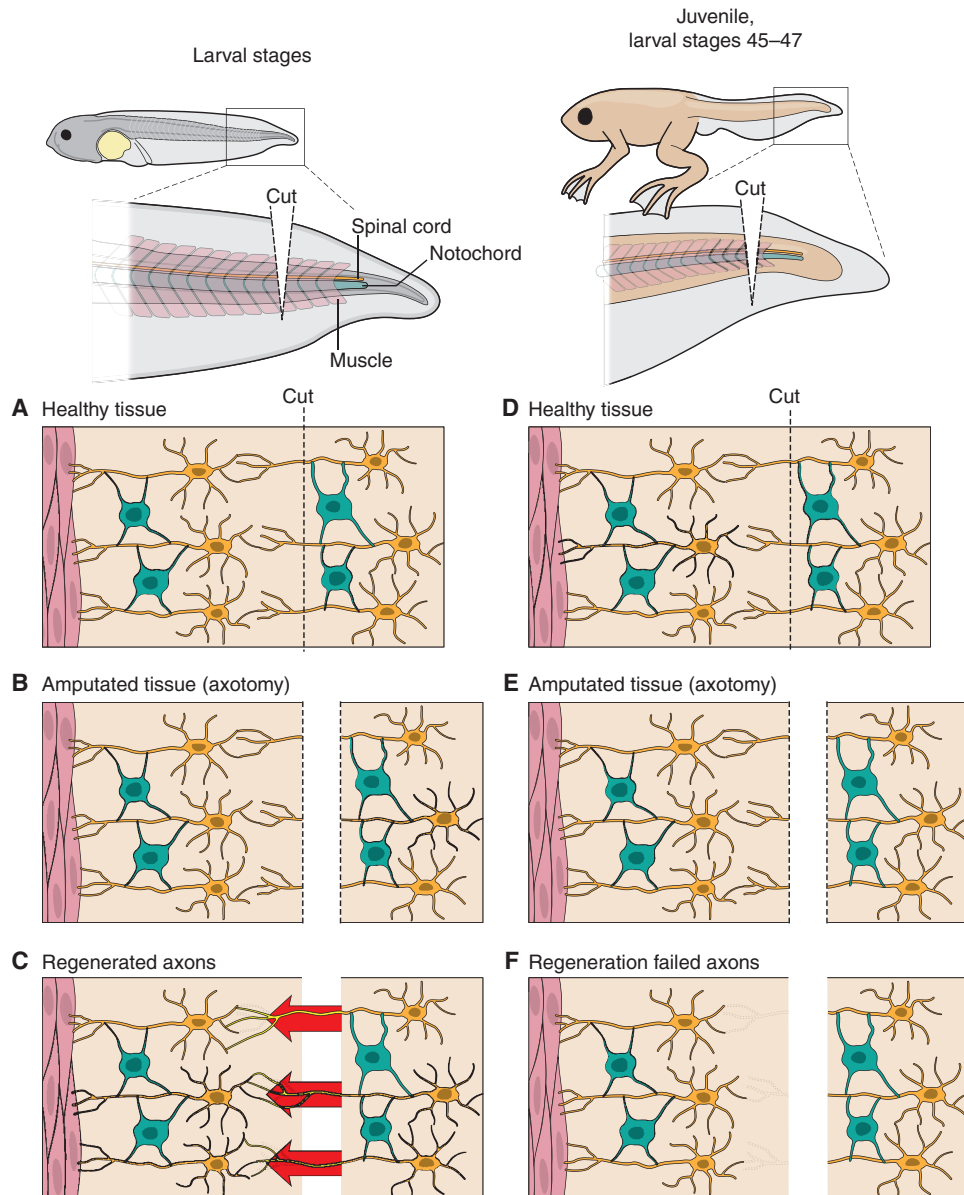 Larval stages
Juvenile,
larval stages 45–47
Cut
Spinal cord
Notochord
Muscle
Cut
A Healthy tissue
Cut
D Healthy tissue
Cut
B Amputated tissue (axotomy)
E Amputated tissue (axotomy)
C Regenerated axons
F Regeneration failed axons